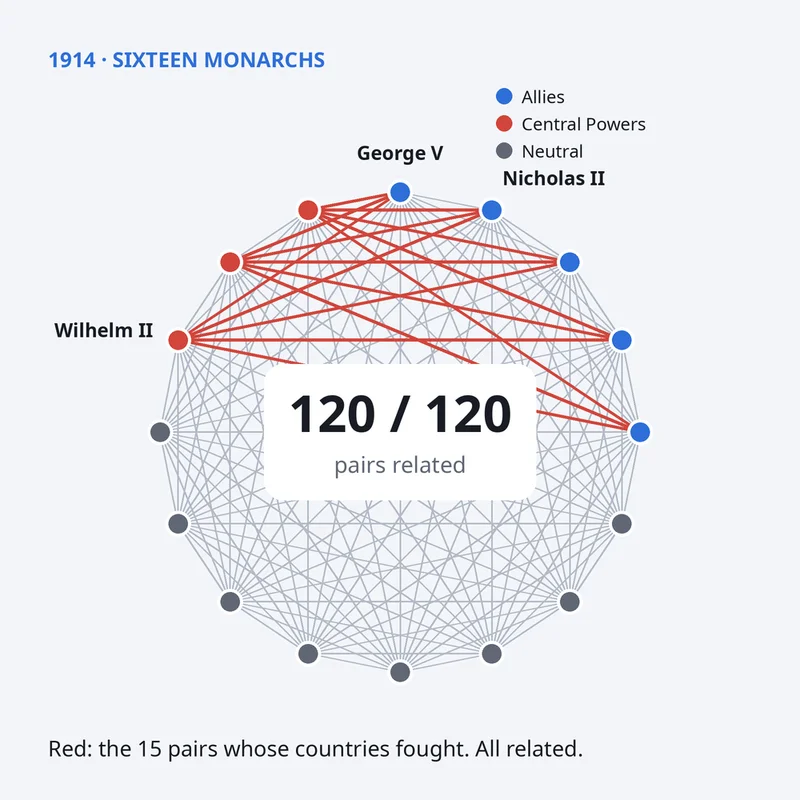 1914 · SIXTEEN MONARCHS
Allies
Central Powers
Neutral
George V
Nicholas II
Wilhelm II
120 / 120
pairs related
Red: the 15 pairs whose countries fought. All related.